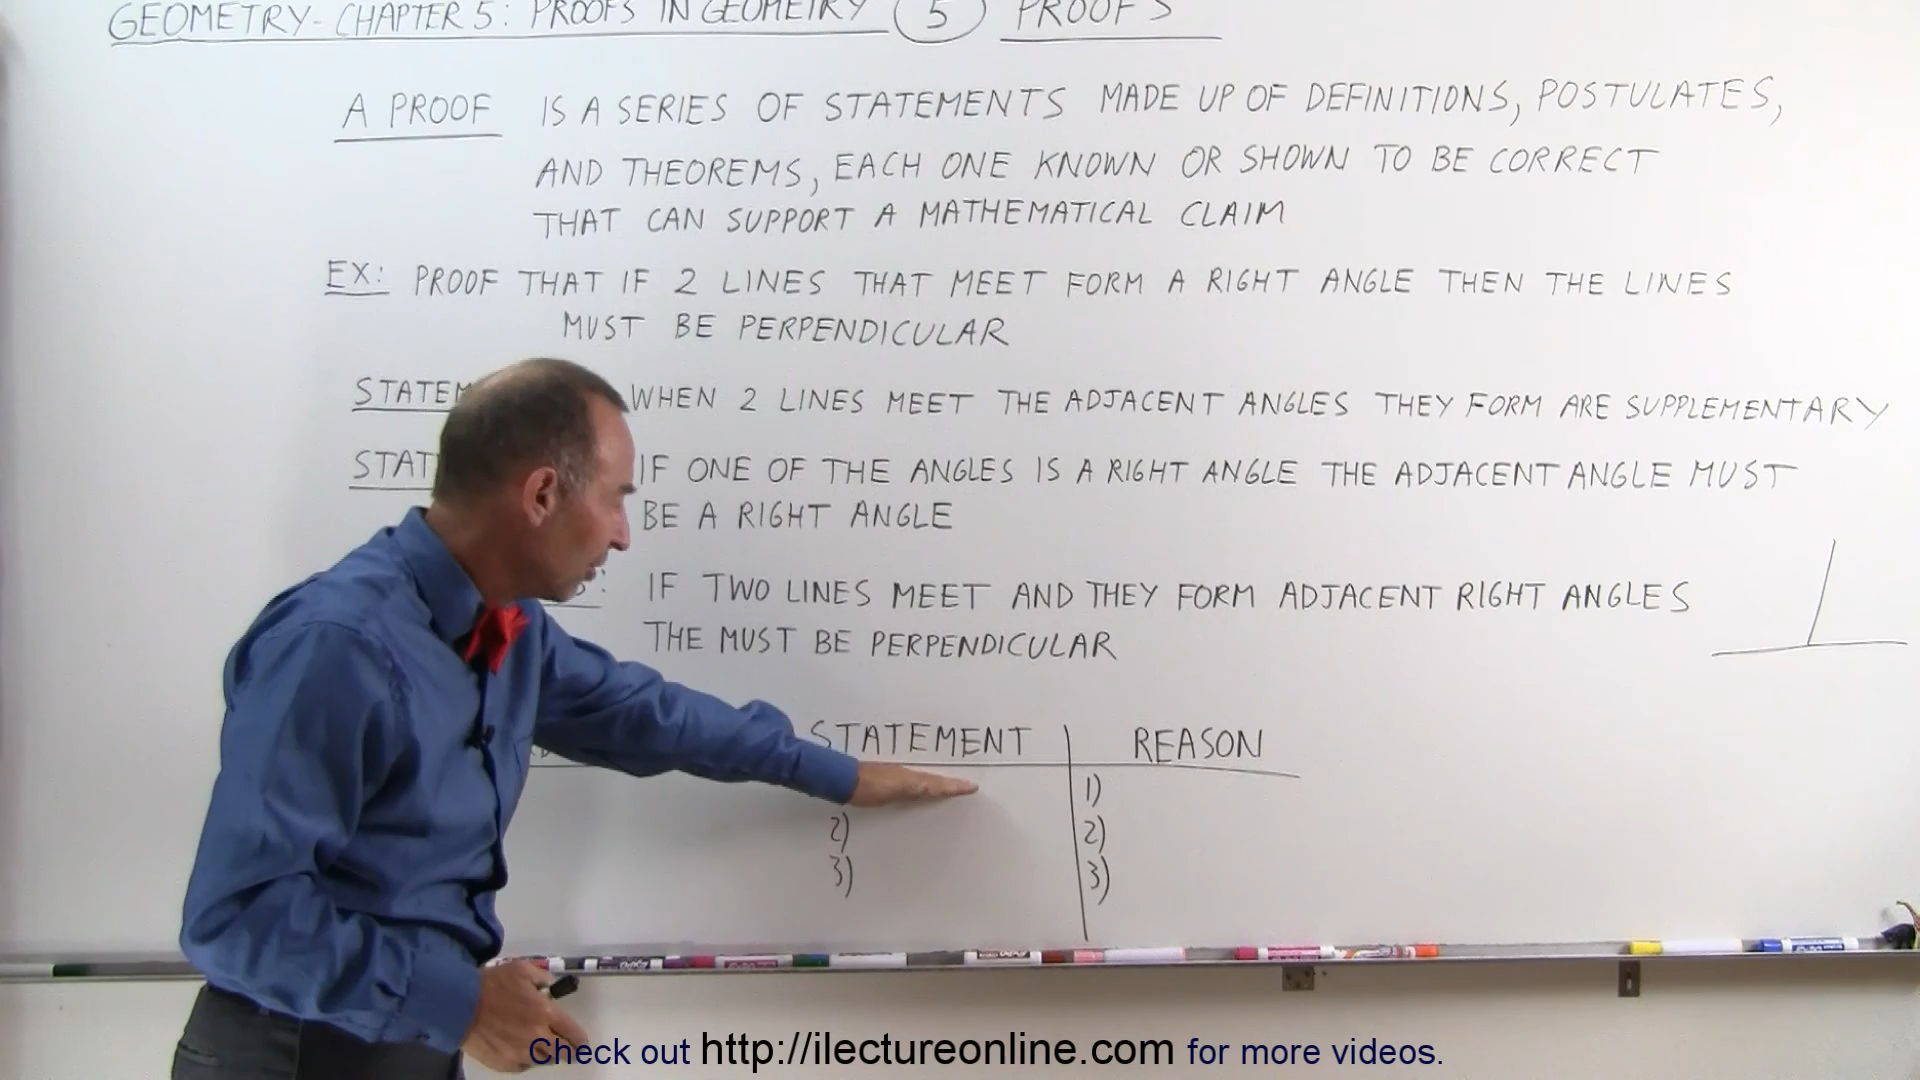 GEOMETRY - CHAPTER 5: PROOFS IN GEOMETRY 5 PROOFS
A PROOF IS A SERIES OF STATEMENTS MADE UP OF DEFINITIONS, POSTULATES,
AND THEOREMS, EACH ONE KNOWN OR SHOWN TO BE CORRECT
THAT CAN SUPPORT A MATHEMATICAL CLAIM
EX: PROOF THAT IF 2 LINES THAT MEET FORM A RIGHT ANGLE THEN THE LINES
MUST BE PERPENDICULAR
STATEM WHEN 2 LINES MEET THE ADJACENT ANGLES THEY FORM ARE SUPPLEMENTARY
STAT IF ONE OF THE ANGLES IS A RIGHT ANGLE THE ADJACENT ANGLE MUST
BE A RIGHT ANGLE
IF TWO LINES MEET AND THEY FORM ADJACENT RIGHT ANGLES
THE MUST BE PERPENDICULAR
STATEMENT REASON
1)
2) 2)
3) 3)
Check out http://ilectureonline.com for more videos.